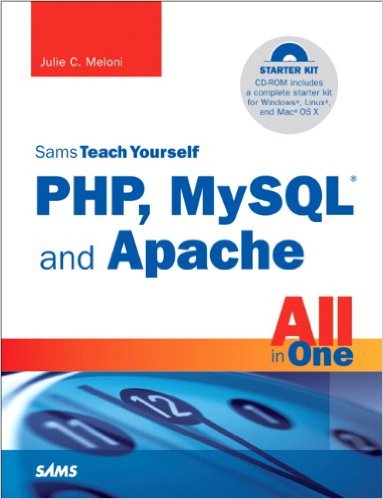 Julie C. Meloni
STARTER KIT
CD-ROM includes
a complete starter kit
for Windows®, Linux®,
and Mac® OS X
Sams Teach Yourself
PHP, MySQL®
and Apache
All
in One
11
12
SAMS